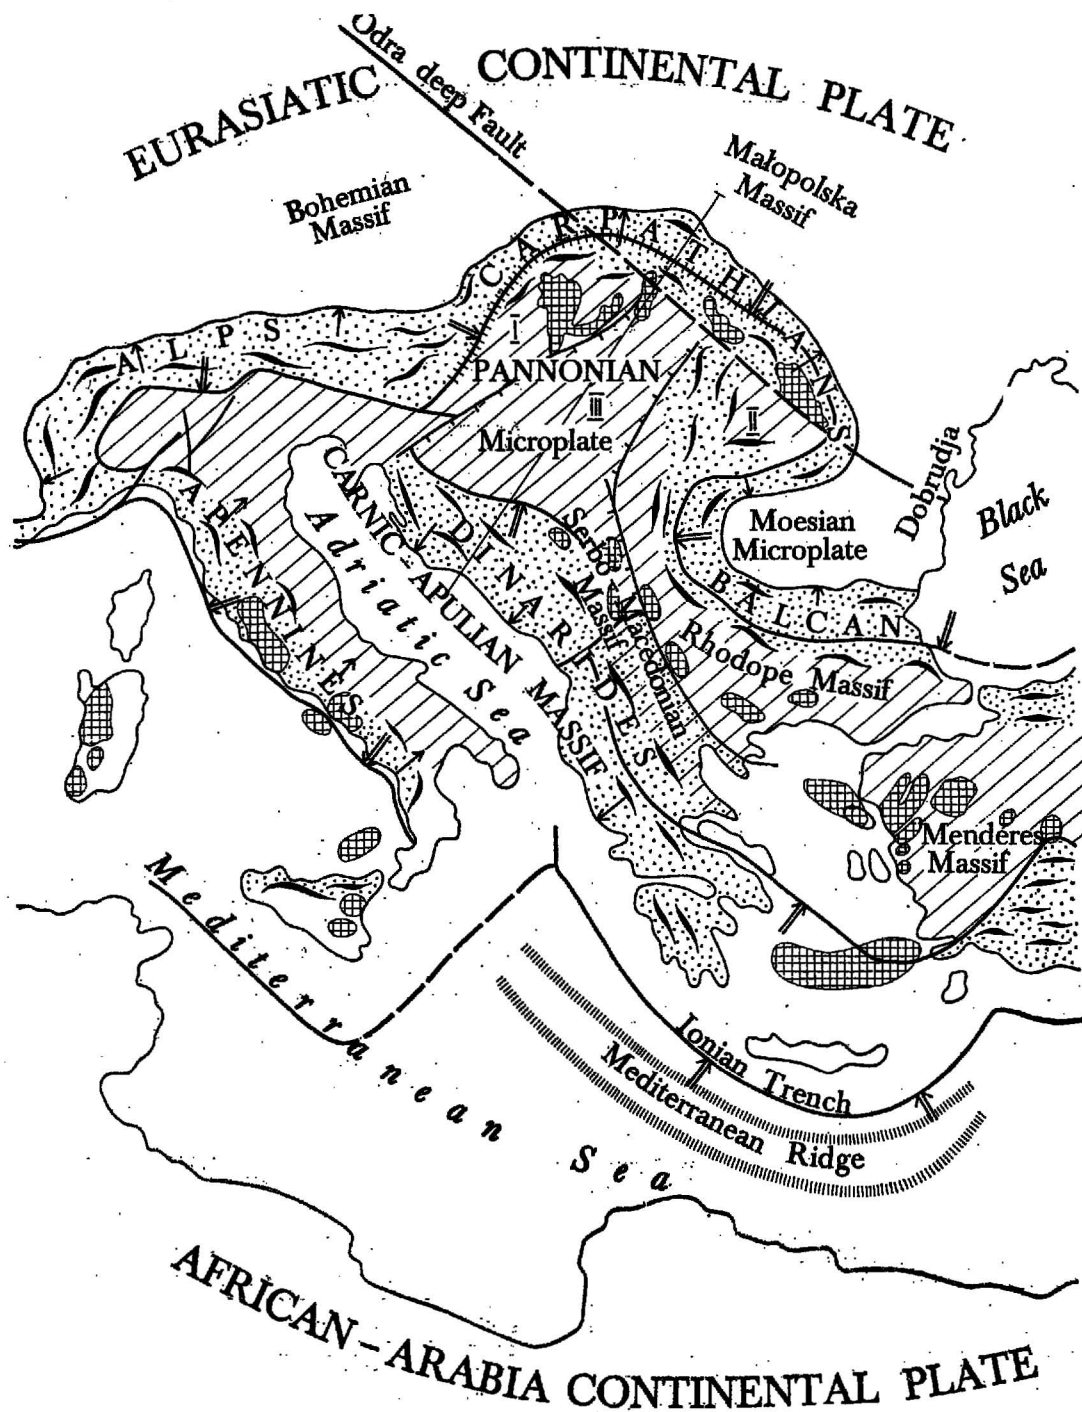 Odra deep Fault
EURASIATIC CONTINENTAL PLATE
Bohemian
Massif
Małopolska
Massif
CARPATHIANS
ALPS
I
PANNONIAN
III
Microplate
II
Dobrudja
Black
Sea
Moesian
Microplate
CARNIC-APULIAN MASSIF
Adriatic Sea
APENNINES
DINARIDES
Serbo Macedonian
Massif
BALCAN
Rhodope Massif
Menderes
Massif
Mediterranean Sea
Ionian Trench
Mediterranean Ridge
AFRICAN-ARABIA CONTINENTAL PLATE